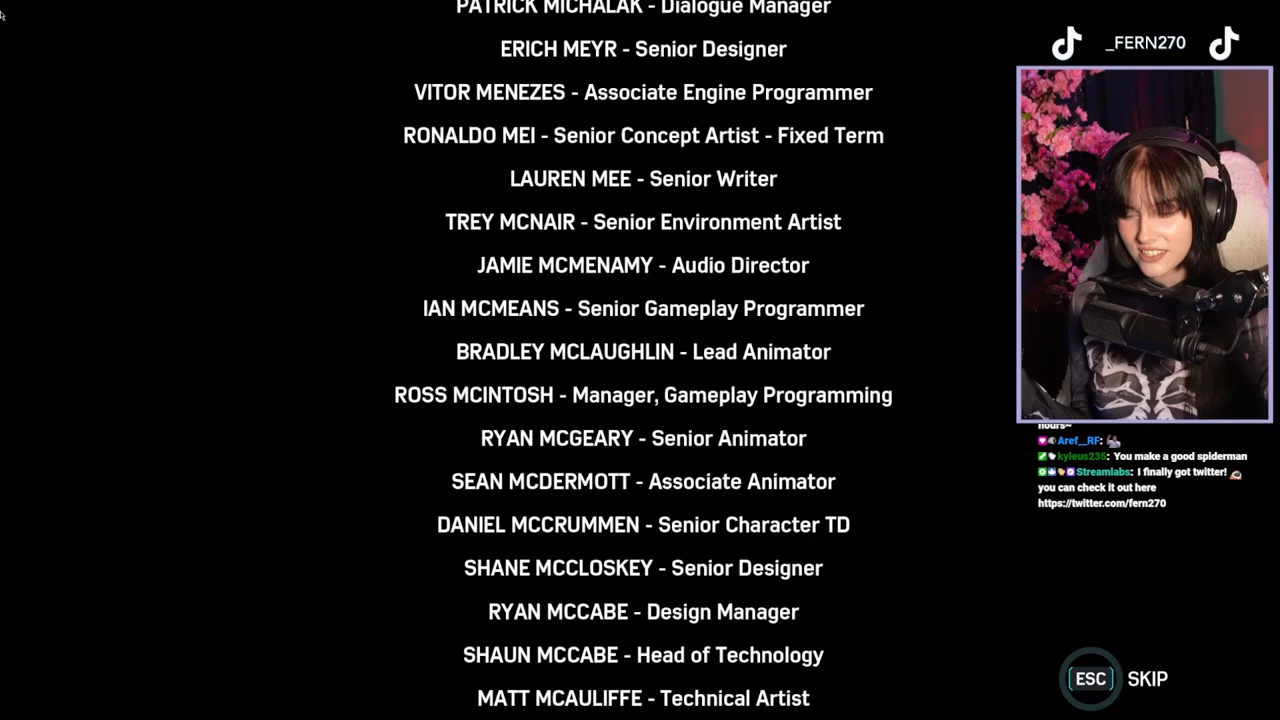 PATRICK MICHALAK - Dialogue Manager
ERICH MEYR - Senior Designer
VITOR MENEZES - Associate Engine Programmer
RONALDO MEI - Senior Concept Artist - Fixed Term
LAUREN MEE - Senior Writer
TREY MCNAIR - Senior Environment Artist
JAMIE MCMENAMY - Audio Director
IAN MCMEANS - Senior Gameplay Programmer
BRADLEY MCLAUGHLIN - Lead Animator
ROSS MCINTOSH - Manager, Gameplay Programming
RYAN MCGEARY - Senior Animator
SEAN MCDERMOTT - Associate Animator
DANIEL MCCRUMMEN - Senior Character TD
SHANE MCCLOSKEY - Senior Designer
RYAN MCCABE - Design Manager
SHAUN MCCABE - Head of Technology
MATT MCAULIFFE - Technical Artist
_FERN270
hours~
Aref__RF:
kyleus235: You make a good spiderman
Streamlabs: I finally got twitter!
you can check it out here
https://twitter.com/fern270
ESC SKIP